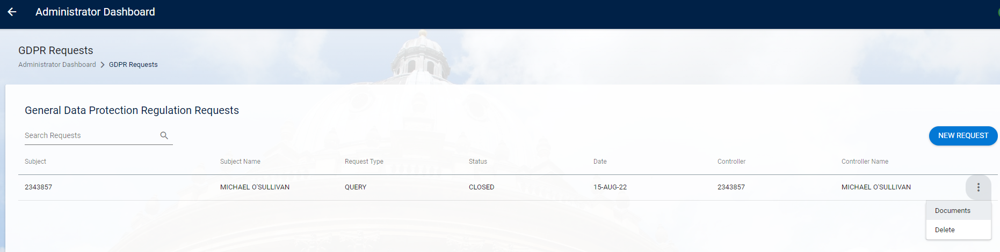 Administrator Dashboard
GDPR Requests
Administrator Dashboard > GDPR Requests
General Data Protection Regulation Requests
Search Requests
NEW REQUEST
Subject Subject Name Request Type Status Date Controller Controller Name
2343857 MICHAEL O'SULLIVAN QUERY CLOSED 15-AUG-22 2343857 MICHAEL O'SULLIVAN
Documents
Delete